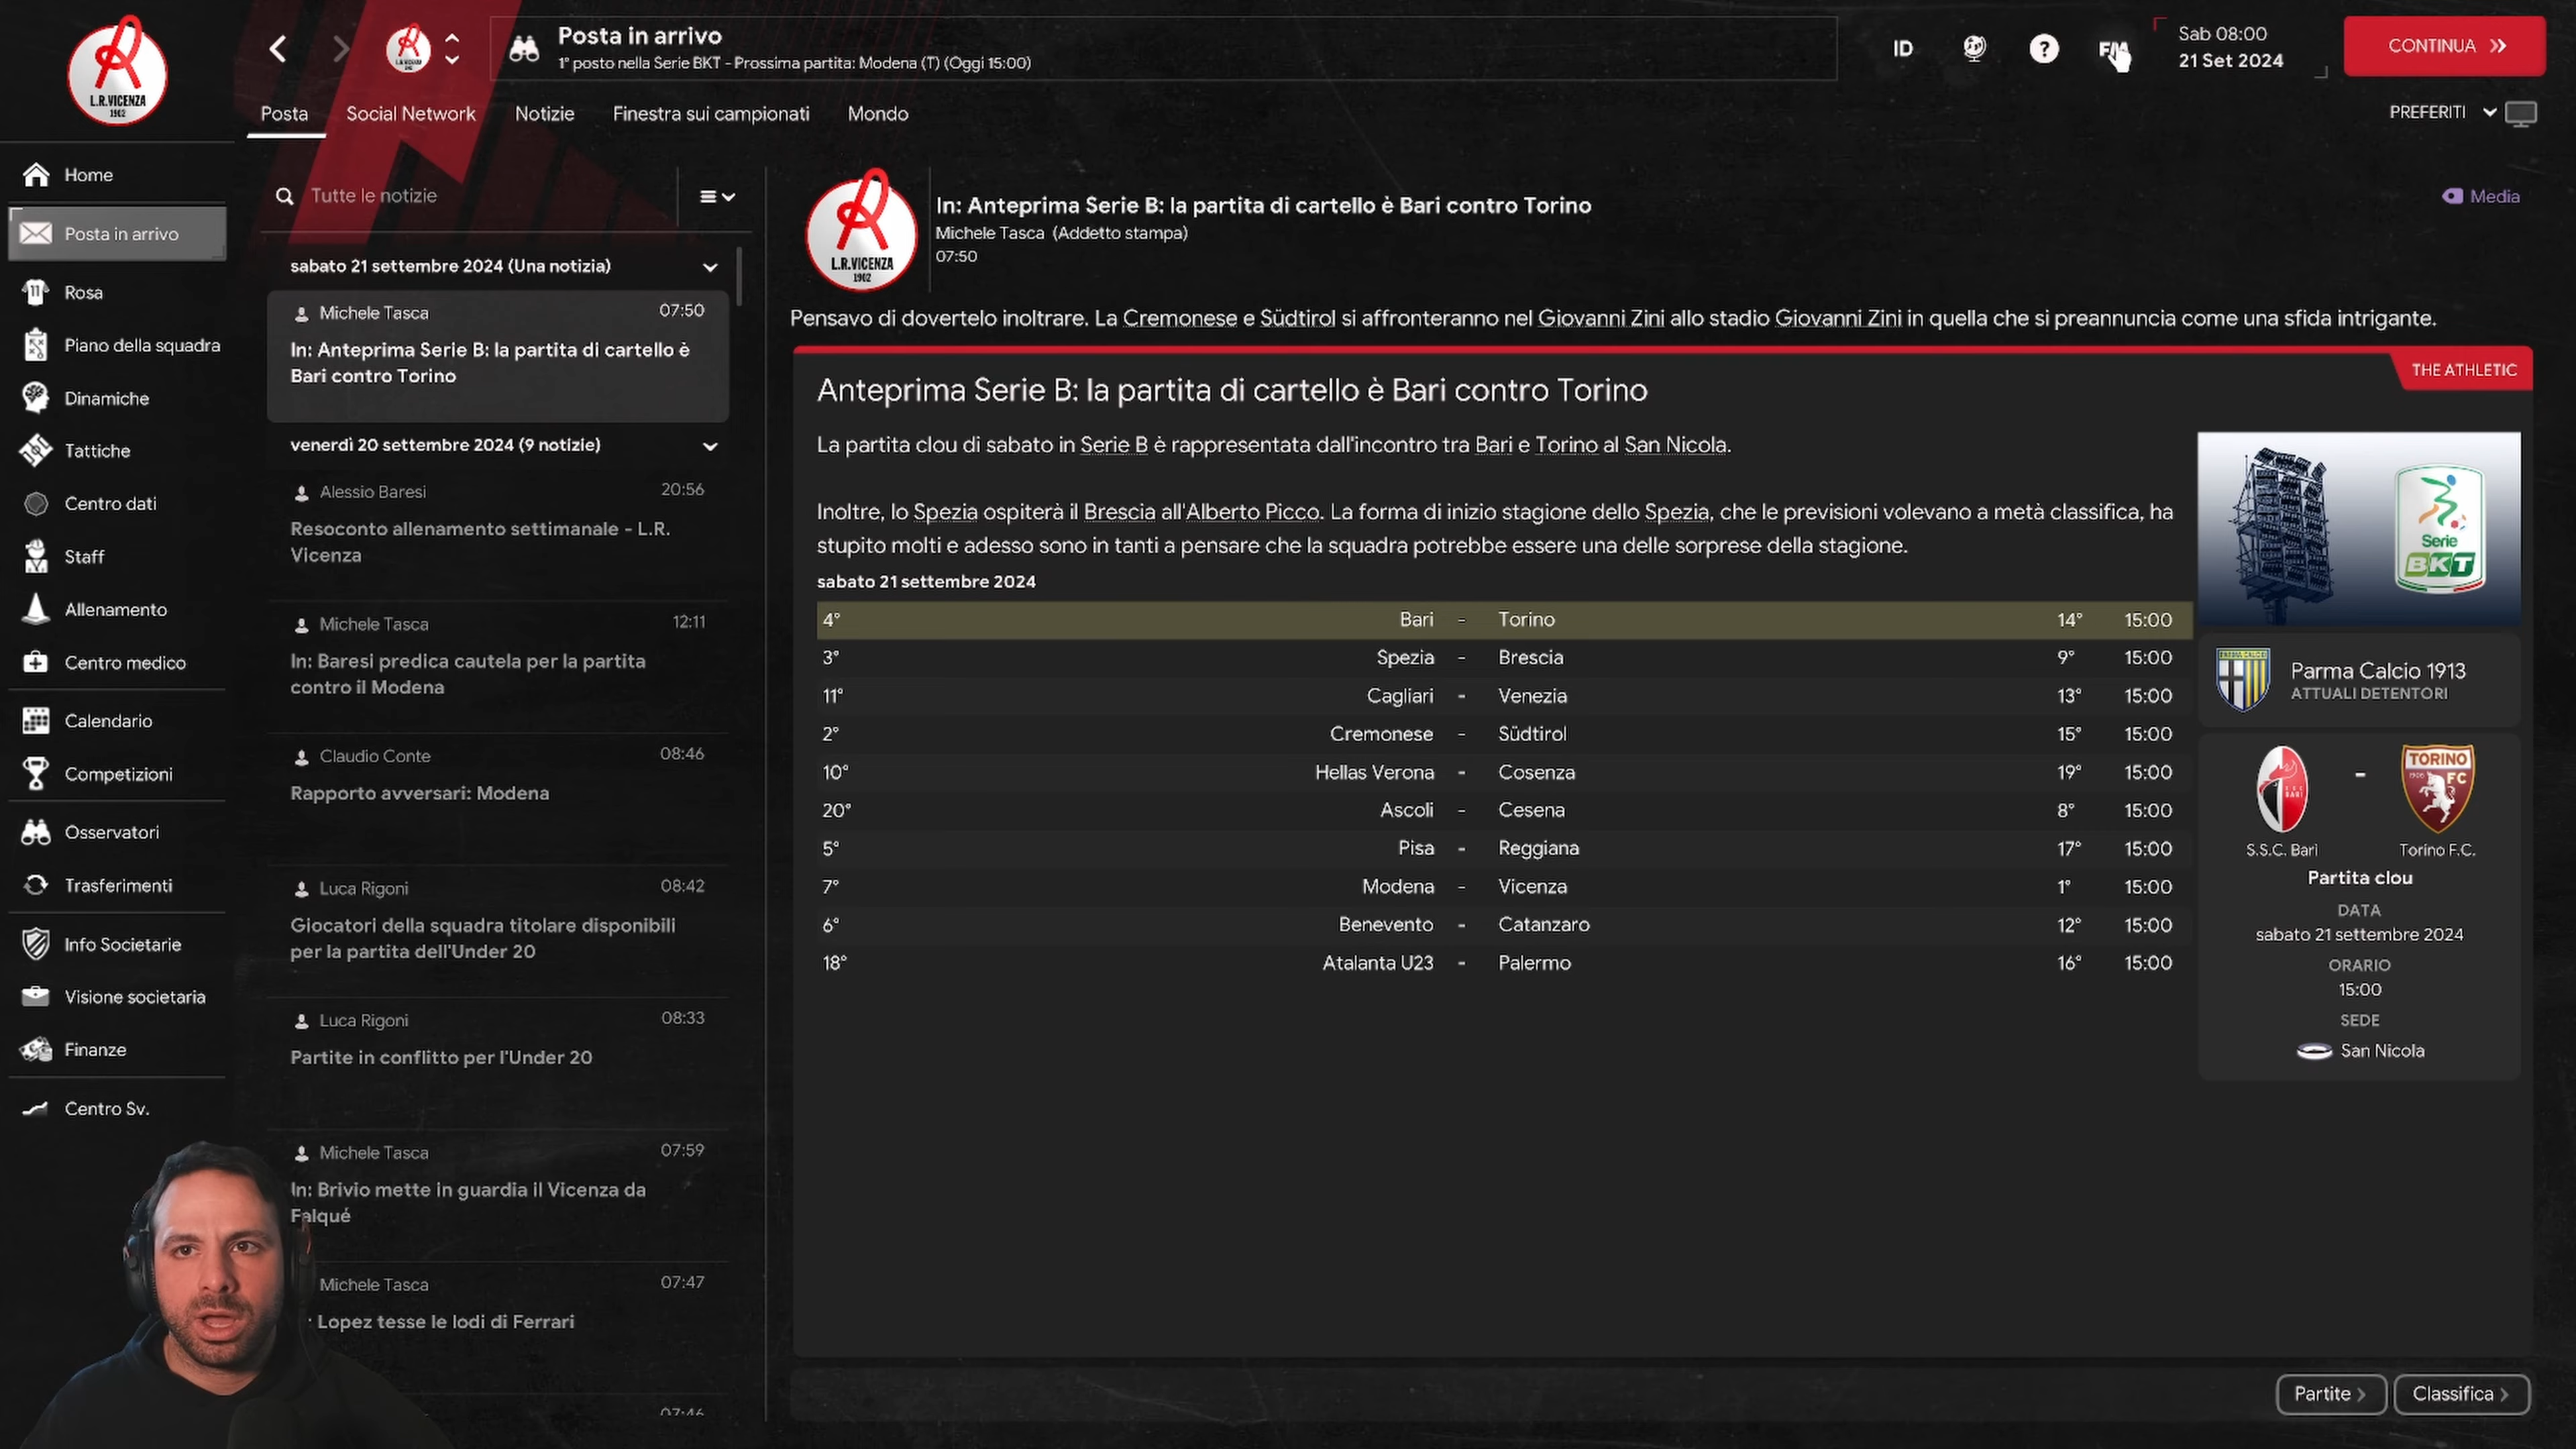 L.R.VICENZA
1902
Posta in arrivo
1° posto nella Serie BKT - Prossima partita: Modena (T) (Oggi 15:00)
ID
FM
Sab 08:00
21 Set 2024
CONTINUA
Posta
Social Network
Notizie
Finestra sui campionati
Mondo
PREFERITI
Home
Posta in arrivo
Rosa
Piano della squadra
Dinamiche
Tattiche
Centro dati
Staff
Allenamento
Centro medico
Calendario
Competizioni
Osservatori
Trasferimenti
Info Societarie
Visione societaria
Finanze
Centro Sv.
Tutte le notizie
sabato 21 settembre 2024 (Una notizia)
Michele Tasca 07:50
In: Anteprima Serie B: la partita di cartello è
Bari contro Torino
venerdì 20 settembre 2024 (9 notizie)
Alessio Baresi 20:56
Resoconto allenamento settimanale - L.R.
Vicenza
Michele Tasca 12:11
In: Baresi predica cautela per la partita
contro il Modena
Claudio Conte 08:46
Rapporto avversari: Modena
Luca Rigoni 08:42
Giocatori della squadra titolare disponibili
per la partita dell'Under 20
Luca Rigoni 08:33
Partite in conflitto per l'Under 20
Michele Tasca 07:59
In: Brivio mette in guardia il Vicenza da
Falqué
Michele Tasca 07:47
Lopez tesse le lodi di Ferrari
07:46
L.R.VICENZA
1902
In: Anteprima Serie B: la partita di cartello è Bari contro Torino
Michele Tasca (Addetto stampa)
07:50
Media
Pensavo di dovertelo inoltrare. La Cremonese e Südtirol si affronteranno nel Giovanni Zini allo stadio Giovanni Zini in quella che si preannuncia come una sfida intrigante.
THE ATHLETIC
Anteprima Serie B: la partita di cartello è Bari contro Torino
La partita clou di sabato in Serie B è rappresentata dall'incontro tra Bari e Torino al San Nicola.
Inoltre, lo Spezia ospiterà il Brescia all'Alberto Picco. La forma di inizio stagione dello Spezia, che le previsioni volevano a metà classifica, ha
stupito molti e adesso sono in tanti a pensare che la squadra potrebbe essere una delle sorprese della stagione.
sabato 21 settembre 2024
4° Bari - Torino 14° 15:00
3° Spezia - Brescia 9° 15:00
11° Cagliari - Venezia 13° 15:00
2° Cremonese - Südtirol 15° 15:00
10° Hellas Verona - Cosenza 19° 15:00
20° Ascoli - Cesena 8° 15:00
5° Pisa - Reggiana 17° 15:00
7° Modena - Vicenza 1° 15:00
6° Benevento - Catanzaro 12° 15:00
18° Atalanta U23 - Palermo 16° 15:00
Serie
BKT
Parma Calcio 1913
ATTUALI DETENTORI
TORINO
FC
-
S.S.C. Bari
Torino F.C.
Partita clou
DATA
sabato 21 settembre 2024
ORARIO
15:00
SEDE
San Nicola
Partite
Classifica